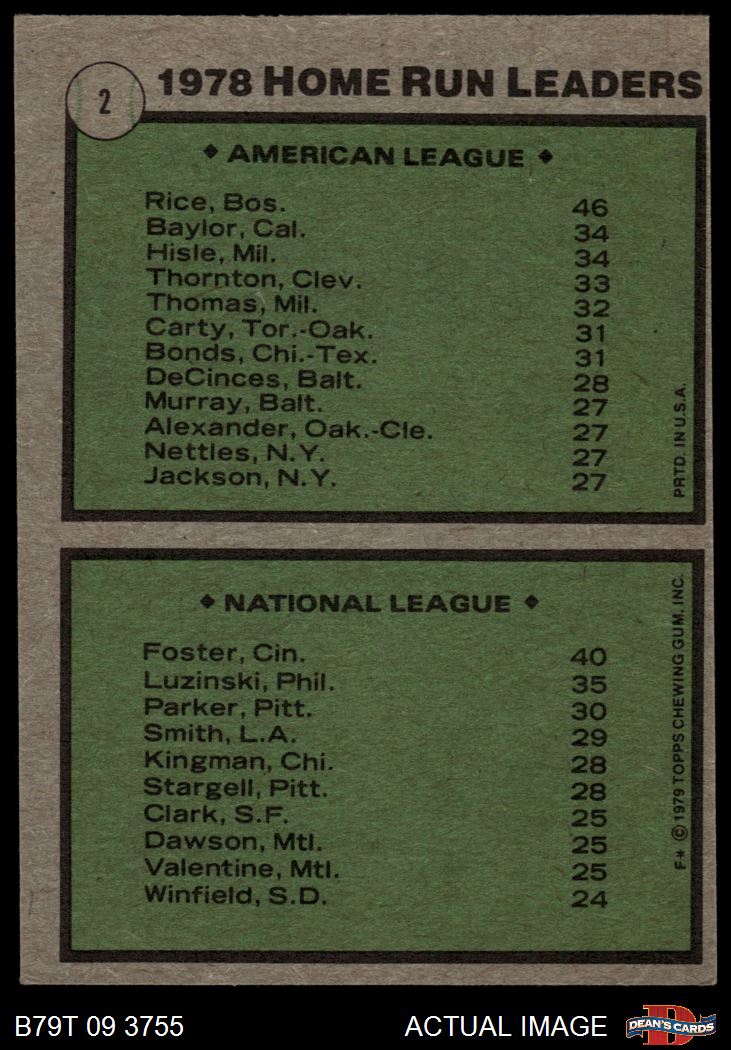 2
1978 HOME RUN LEADERS
◆ AMERICAN LEAGUE ◆
Rice, Bos. 46
Baylor, Cal. 34
Hisle, Mil. 34
Thornton, Clev. 33
Thomas, Mil. 32
Carty, Tor.-Oak. 31
Bonds, Chi.-Tex. 31
DeCinces, Balt. 28
Murray, Balt. 27
Alexander, Oak.-Cle. 27
Nettles, N.Y. 27
Jackson, N.Y. 27
PRTD. IN U.S.A.
◆ NATIONAL LEAGUE ◆
Foster, Cin. 40
Luzinski, Phil. 35
Parker, Pitt. 30
Smith, L.A. 29
Kingman, Chi. 28
Stargell, Pitt. 28
Clark, S.F. 25
Dawson, Mtl. 25
Valentine, Mtl. 25
Winfield, S.D. 24
F* © 1979 TOPPS CHEWING GUM, INC.
B79T 09 3755 ACTUAL IMAGE
D
DEAN'S CARDS